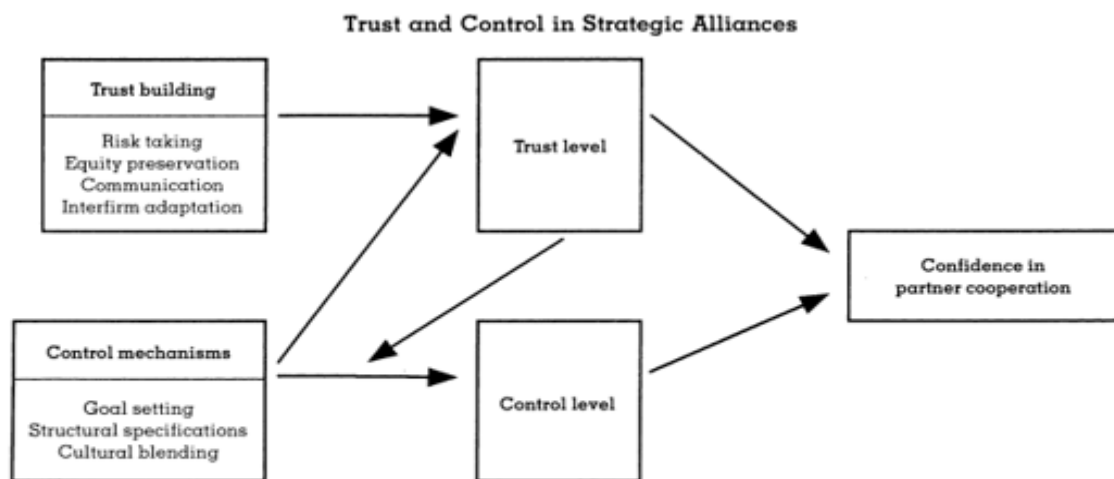 Trust and Control in Strategic Alliances
Trust building
Risk taking
Equity preservation
Communication
Interfirm adaptation
Trust level
Confidence in
partner cooperation
Control mechanisms
Goal setting
Structural specifications
Cultural blending
Control level